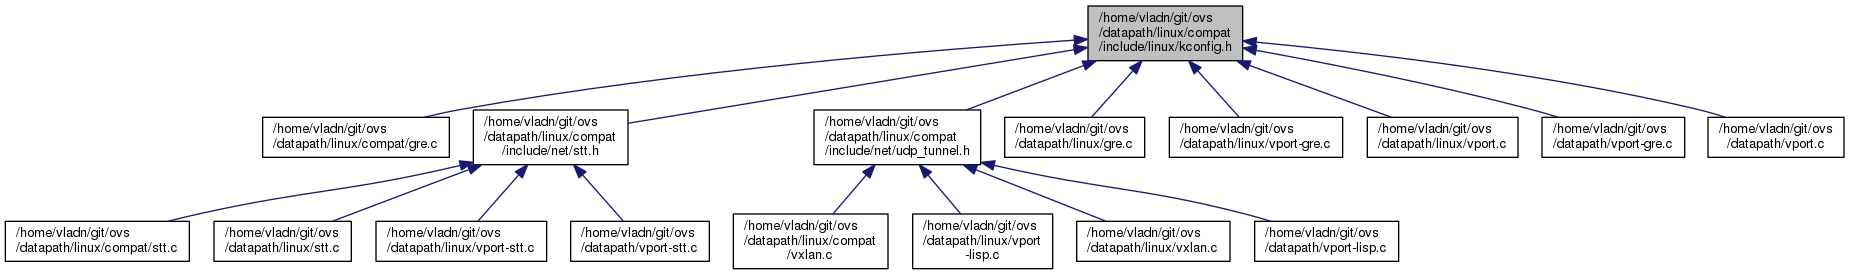 /home/vladn/git/ovs
/datapath/linux/compat
/include/linux/kconfig.h
/home/vladn/git/ovs
/datapath/linux/compat/gre.c
/home/vladn/git/ovs
/datapath/linux/compat
/include/net/stt.h
/home/vladn/git/ovs
/datapath/linux/compat
/include/net/udp_tunnel.h
/home/vladn/git/ovs
/datapath/linux/gre.c
/home/vladn/git/ovs
/datapath/linux/vport-gre.c
/home/vladn/git/ovs
/datapath/linux/vport.c
/home/vladn/git/ovs
/datapath/vport-gre.c
/home/vladn/git/ovs
/datapath/vport.c
/home/vladn/git/ovs
/datapath/linux/compat/stt.c
/home/vladn/git/ovs
/datapath/linux/stt.c
/home/vladn/git/ovs
/datapath/linux/vport-stt.c
/home/vladn/git/ovs
/datapath/vport-stt.c
/home/vladn/git/ovs
/datapath/linux/compat
/vxlan.c
/home/vladn/git/ovs
/datapath/linux/vport
-lisp.c
/home/vladn/git/ovs
/datapath/linux/vxlan.c
/home/vladn/git/ovs
/datapath/vport-lisp.c